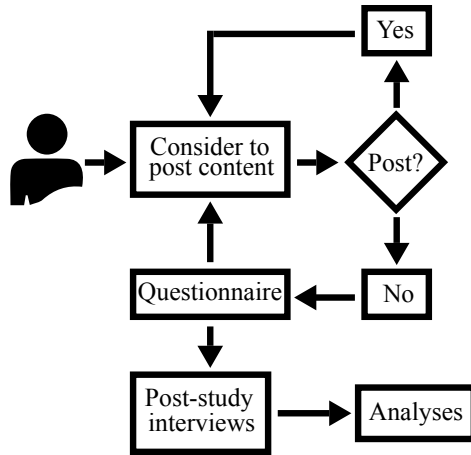 Yes
Consider to
post content
Post?
Questionnaire
No
Post-study
interviews
Analyses